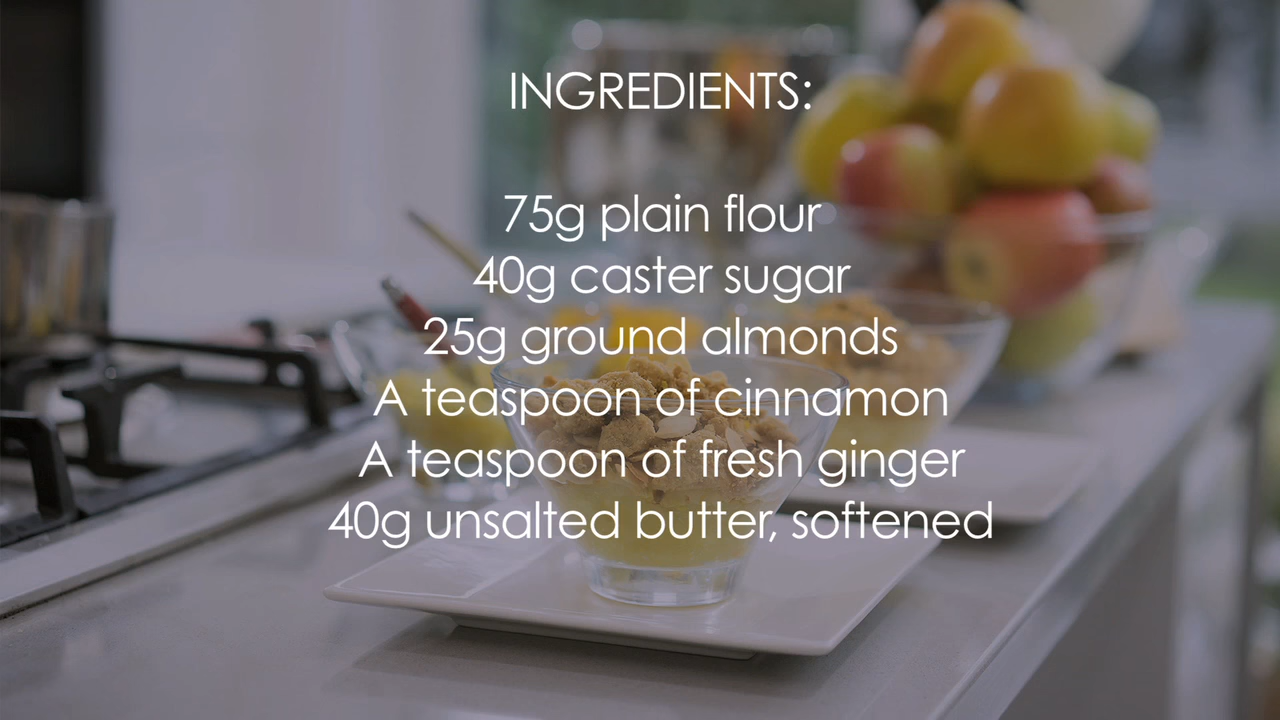 INGREDIENTS:
75g plain flour
40g caster sugar
25g ground almonds
A teaspoon of cinnamon
A teaspoon of fresh ginger
40g unsalted butter, softened